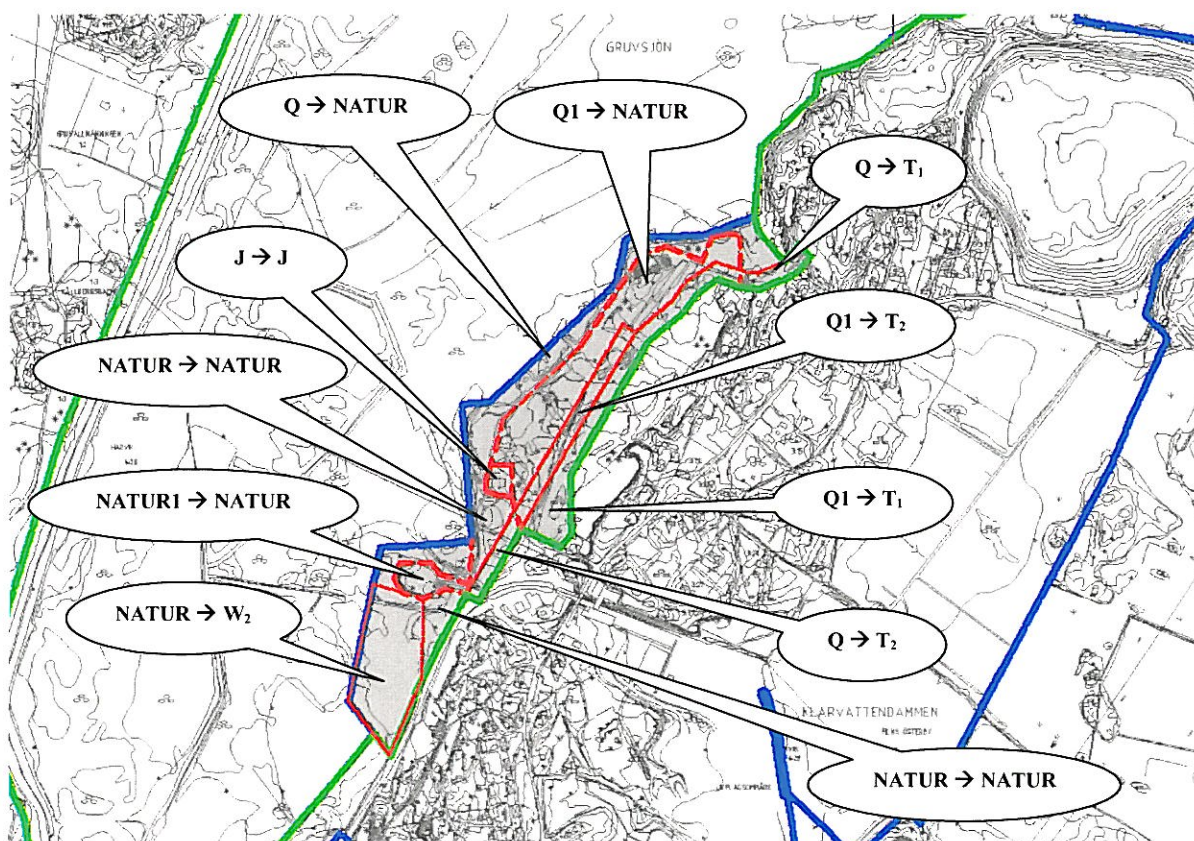 GRUVSJÖN
Q → NATUR
Q1 → NATUR
Q → T₁
J → J
Q1 → T₂
NATUR → NATUR
NATUR1 → NATUR
Q1 → T₁
NATUR → W₂
Q → T₂
KLARVATTENDAMMEN
NATUR → NATUR